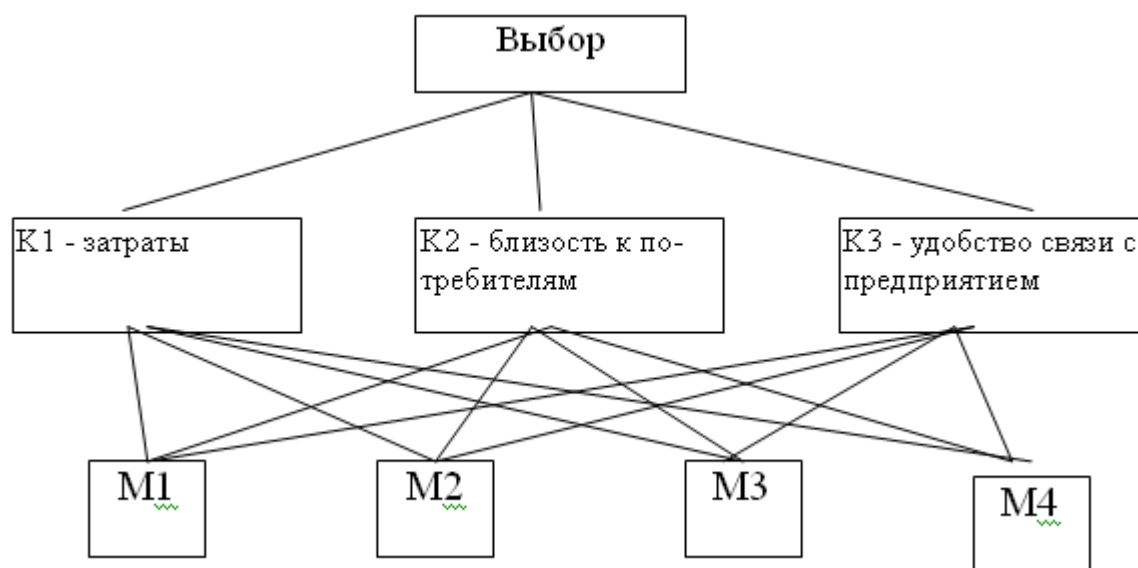 Выбор
К1 - затраты
К2 - близость к по-
требителям
К3 - удобство связи с
предприятием
М1
М2
М3
М4